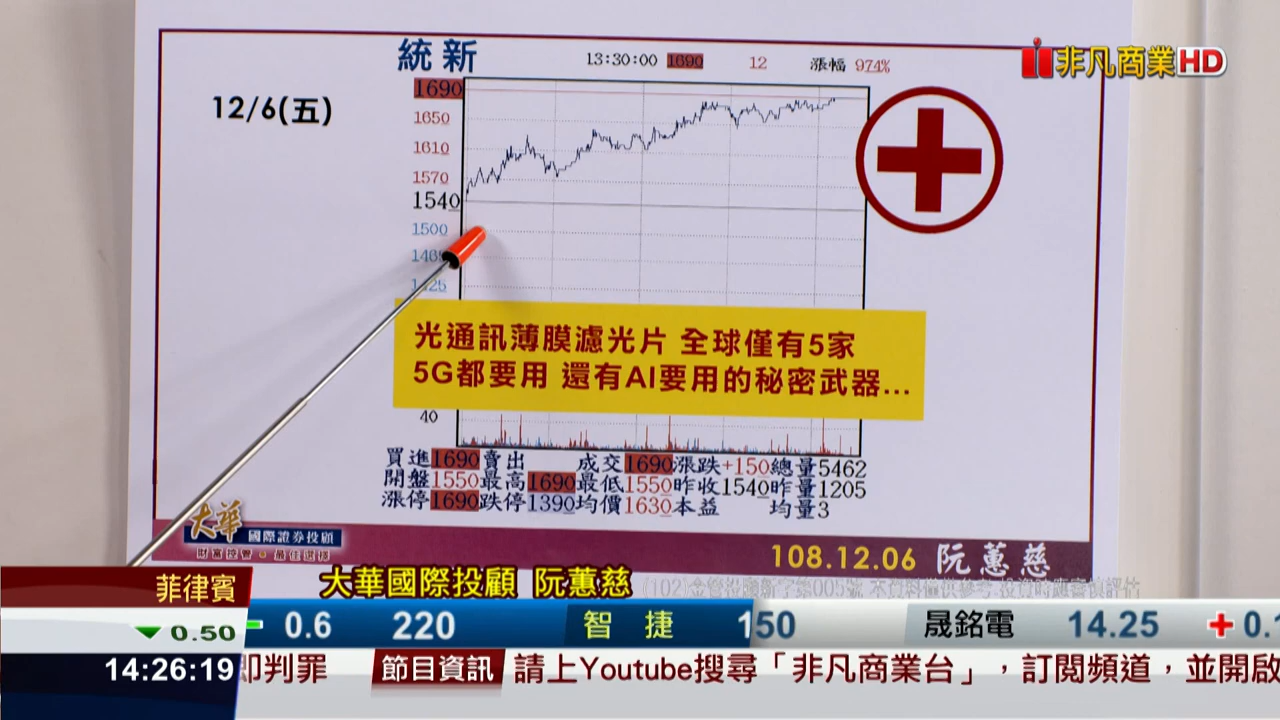 統新
13:30:00 1690 12 漲幅 974%
非凡商業HD
12/6(五)
1690
1650
1610
1570
1540
1500
光通訊薄膜濾光片 全球僅有5家
5G都要用 還有AI要用的秘密武器...
40
買進1690賣出 成交1690漲跌+150總量5462
開盤1550最高1690最低1550昨收1540昨量1205
漲停1690跌停1390均價1630本益 均量3
大華 國際證券投顧
財富控管 最佳選擇
108.12.06 阮蕙慈
大華國際投顧 阮蕙慈
菲律賓
0.50
0.6 220 智捷 150 晟銘電 14.25
14:26:19
即判罪 節目資訊 請上Youtube搜尋「非凡商業台」，訂閱頻道，並開啟